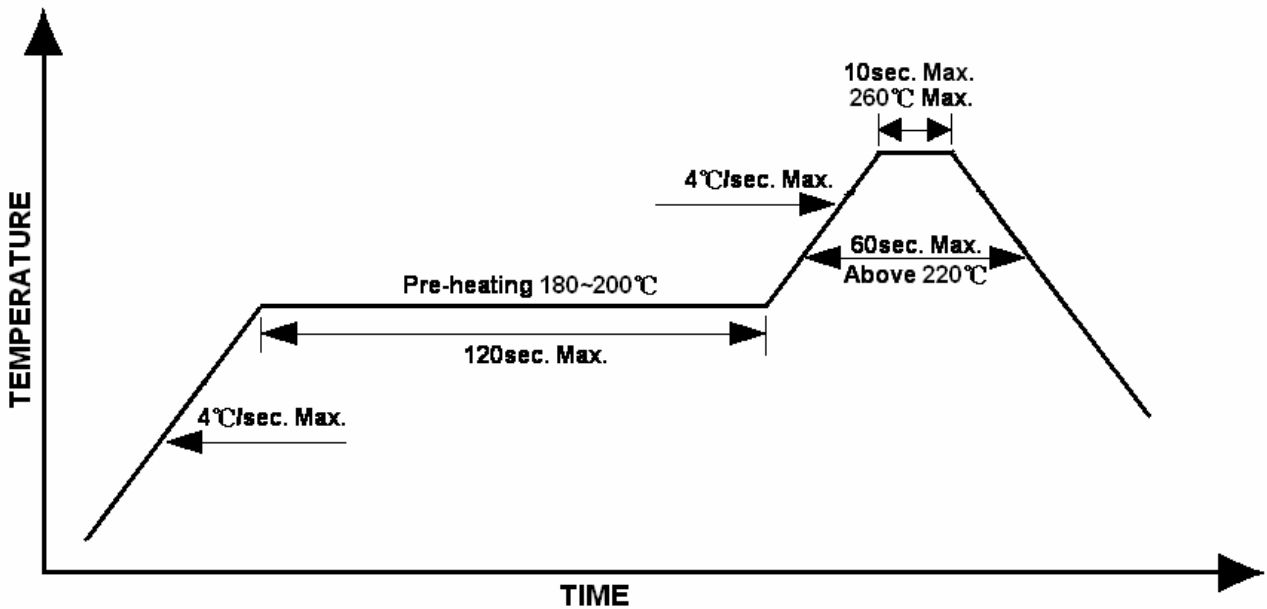 10sec. Max.
260℃ Max.
4℃/sec. Max.
60sec. Max.
Above 220℃
Pre-heating 180~200℃
120sec. Max.
4℃/sec. Max.
TEMPERATURE
TIME